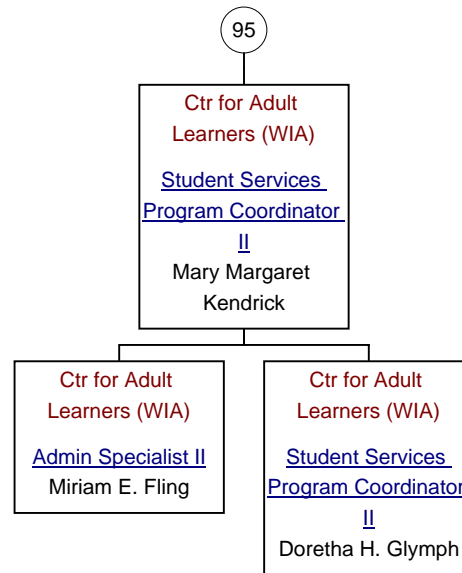 95
Ctr for Adult
Learners (WIA)
Student Services
Program Coordinator
II
Mary Margaret
Kendrick
Ctr for Adult
Learners (WIA)
Admin Specialist II
Miriam E. Fling
Ctr for Adult
Learners (WIA)
Student Services
Program Coordinator
II
Doretha H. Glymph